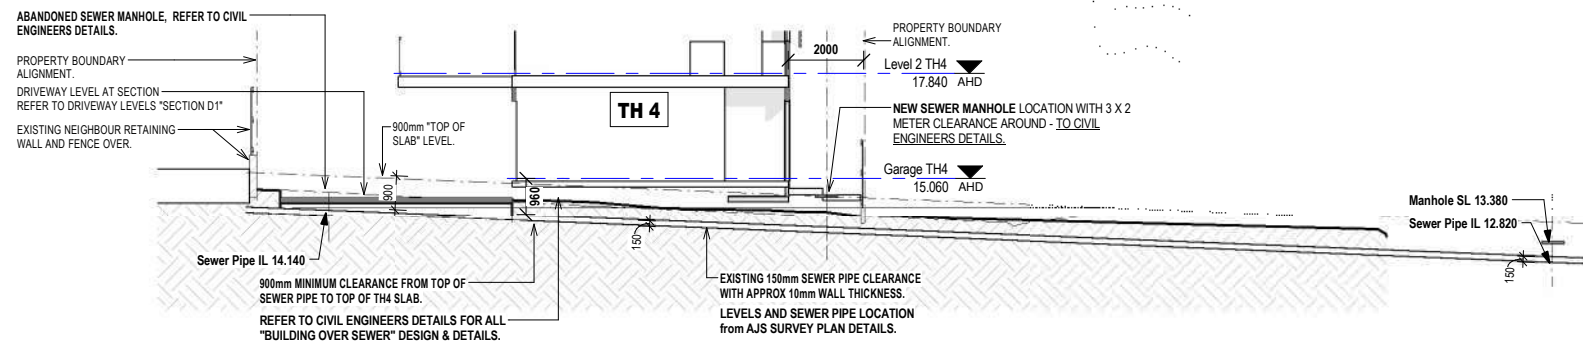 ABANDONED SEWER MANHOLE, REFER TO CIVIL
ENGINEERS DETAILS.
PROPERTY BOUNDARY
ALIGNMENT.
DRIVEWAY LEVEL AT SECTION
REFER TO DRIVEWAY LEVELS "SECTION D1"
EXISTING NEIGHBOUR RETAINING
WALL AND FENCE OVER.
900mm "TOP OF
SLAB" LEVEL.
900
960
TH 4
2000
PROPERTY BOUNDARY
ALIGNMENT.
Level 2 TH4
17.840 AHD
NEW SEWER MANHOLE LOCATION WITH 3 X 2
METER CLEARANCE AROUND - TO CIVIL
ENGINEERS DETAILS.
Garage TH4
15.060 AHD
Manhole SL 13.380
Sewer Pipe IL 12.820
150
150
Sewer Pipe IL 14.140
900mm MINIMUM CLEARANCE FROM TOP OF
SEWER PIPE TO TOP OF TH4 SLAB.
REFER TO CIVIL ENGINEERS DETAILS FOR ALL
"BUILDING OVER SEWER" DESIGN & DETAILS.
EXISTING 150mm SEWER PIPE CLEARANCE
WITH APPROX 10mm WALL THICKNESS.
LEVELS AND SEWER PIPE LOCATION
from AJS SURVEY PLAN DETAILS.